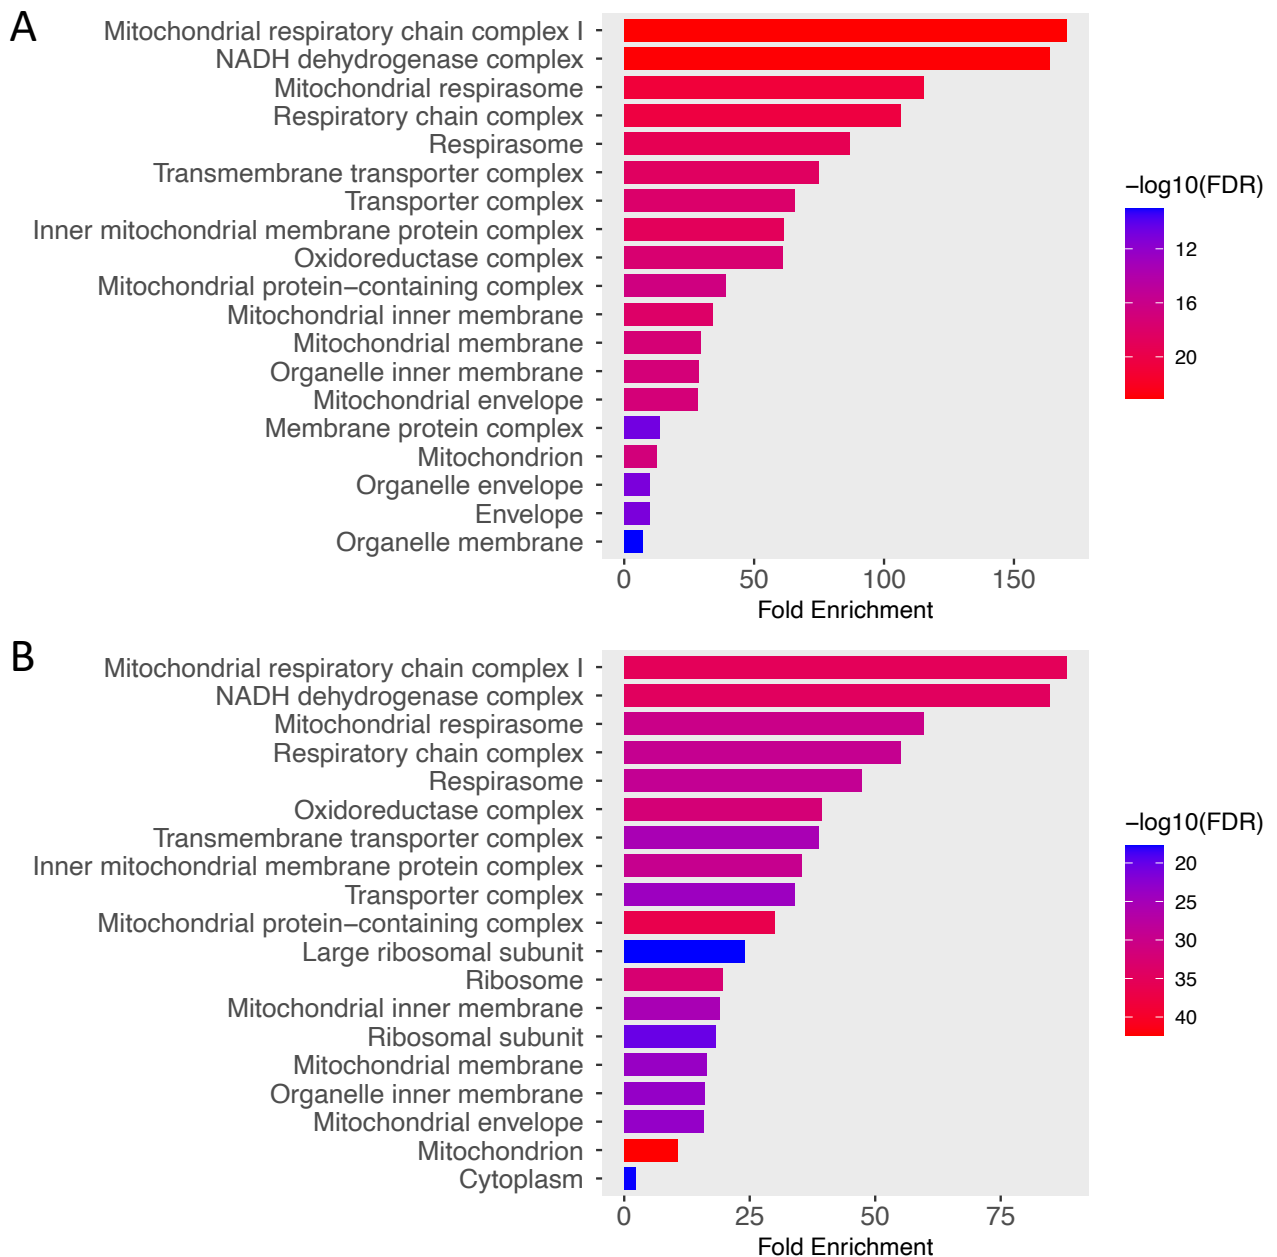 A
Mitochondrial respiratory chain complex I
NADH dehydrogenase complex
Mitochondrial respirasome
Respiratory chain complex
Respirasome
Transmembrane transporter complex
Transporter complex
Inner mitochondrial membrane protein complex
Oxidoreductase complex
Mitochondrial protein−containing complex
Mitochondrial inner membrane
Mitochondrial membrane
Organelle inner membrane
Mitochondrial envelope
Membrane protein complex
Mitochondrion
Organelle envelope
Envelope
Organelle membrane
0 50 100 150
Fold Enrichment
−log10(FDR)
12
16
20
B
Mitochondrial respiratory chain complex I
NADH dehydrogenase complex
Mitochondrial respirasome
Respiratory chain complex
Respirasome
Oxidoreductase complex
Transmembrane transporter complex
Inner mitochondrial membrane protein complex
Transporter complex
Mitochondrial protein−containing complex
Large ribosomal subunit
Ribosome
Mitochondrial inner membrane
Ribosomal subunit
Mitochondrial membrane
Organelle inner membrane
Mitochondrial envelope
Mitochondrion
Cytoplasm
0 25 50 75
Fold Enrichment
−log10(FDR)
20
25
30
35
40